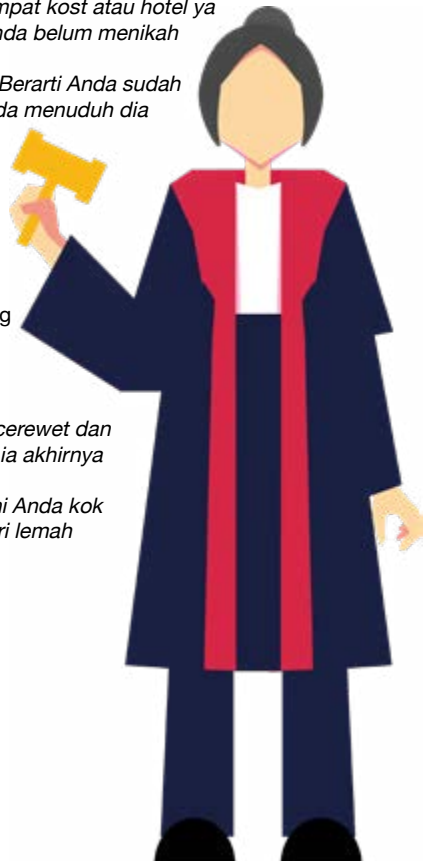 mpat kost atau hotel ya
nda belum menikah
Berarti Anda sudah
da menuduh dia
g
cerewet dan
ia akhirnya
ni Anda kok
ri lemah